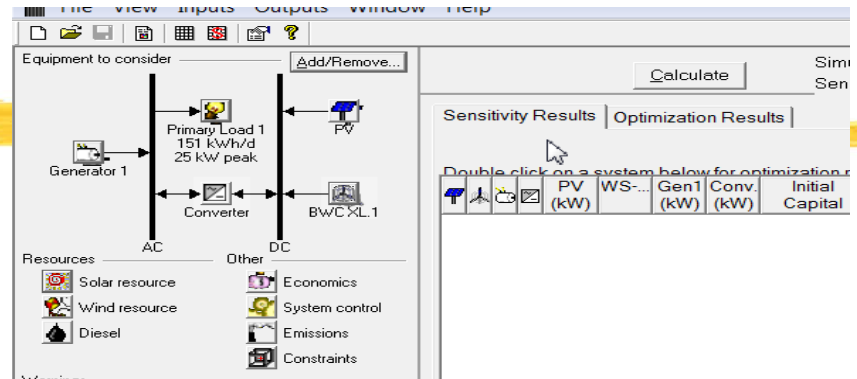 File View Inputs Outputs Window Help
Equipment to consider
Add/Remove...
Primary Load 1
151 kWh/d
25 kW peak
PV
Generator 1
Converter
BWC XL.1
AC
DC
Resources
Other
Solar resource
Economics
Wind resource
System control
Diesel
Emissions
Constraints
Calculate
Simu
Sen
Sensitivity Results
Optimization Results
Double click on a system below for optimization r
PV (kW)
WS-...
Gen1 (kW)
Conv. (kW)
Initial Capital